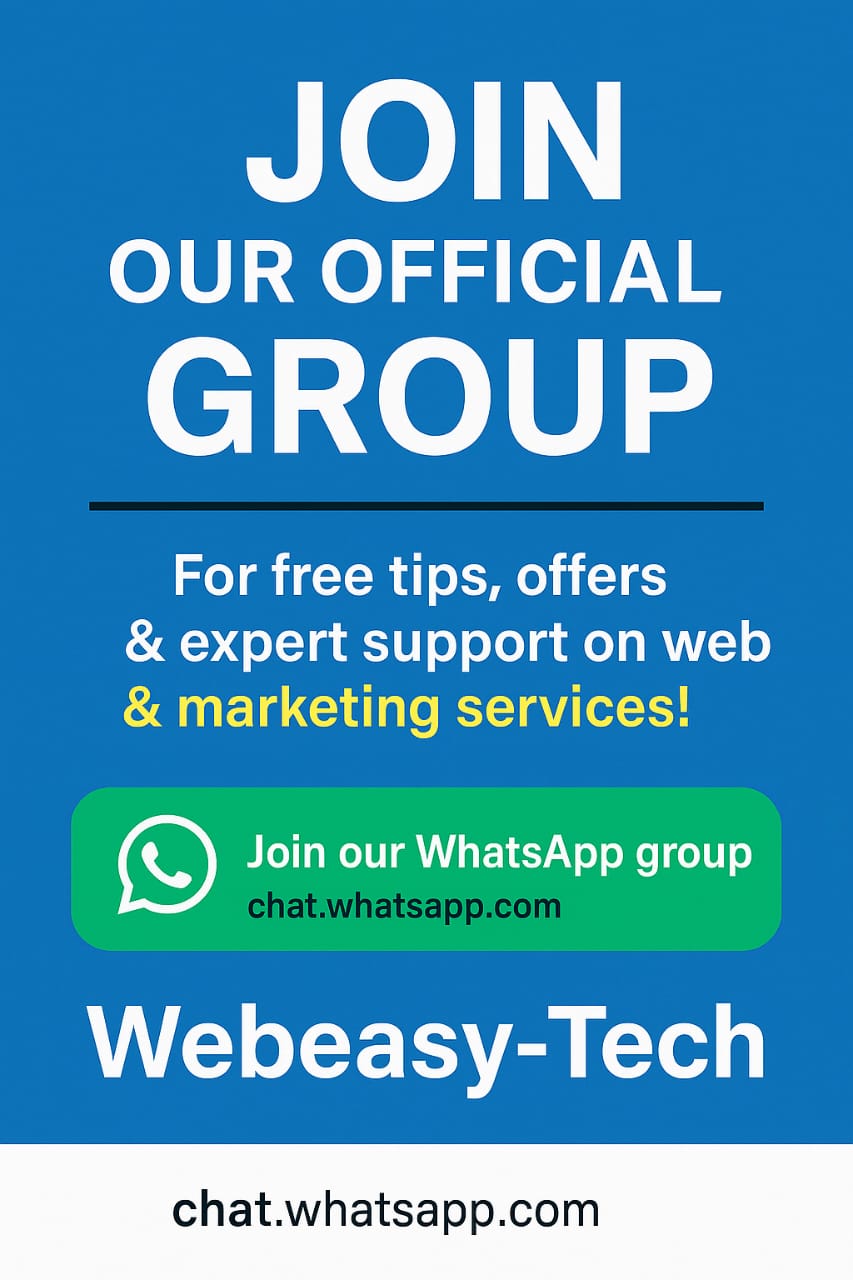 JOIN
OUR OFFICIAL
GROUP
For free tips, offers
& expert support on web
& marketing services!
Join our WhatsApp group
chat.whatsapp.com
Webeasy-Tech
chat.whatsapp.com